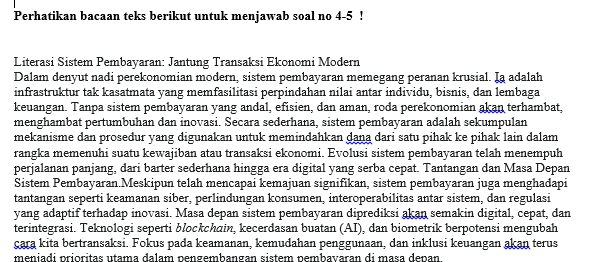 Perhatikan bacaan teks berikut untuk menjawab soal no 4-5  !
Literasi Sistem Pembayaran: Jantung Transaksi Ekonomi Modern
Dalam denyut nadi perekonomian modern, sistem pembayaran memegang peranan krusial. Ia adalah
infrastruktur tak kasatmata yang memfasilitasi perpindahan nilai antar individu, bisnis, dan lembaga
keuangan. Tanpa sistem pembayaran yang andal, efisien, dan aman, roda perekonomian akan terhambat,
menghambat pertumbuhan dan inovasi. Secara sederhana, sistem pembayaran adalah sekumpulan
mekanisme dan prosedur yang digunakan untuk memindahkan dana dari satu pihak ke pihak lain dalam
rangka memenuhi suatu kewajiban atau transaksi ekonomi. Evolusi sistem pembayaran telah menempuh
perjalanan panjang, dari barter sederhana hingga era digital yang serba cepat. Tantangan dan Masa Depan
Sistem Pembayaran.Meskipun telah mencapai kemajuan signifikan, sistem pembayaran juga menghadapi
tantangan seperti keamanan siber, perlindungan konsumen, interoperabilitas antar sistem, dan regulasi
yang adaptif terhadap inovasi. Masa depan sistem pembayaran diprediksi akan semakin digital, cepat, dan
terintegrasi. Teknologi seperti blockchain, kecerdasan buatan (AI), dan biometrik berpotensi mengubah
cara kita bertransaksi. Fokus pada keamanan, kemudahan penggunaan, dan inklusi keuangan akan terus
menjadi prioritas utama dalam pengembangan sistem pembayaran di masa depan.